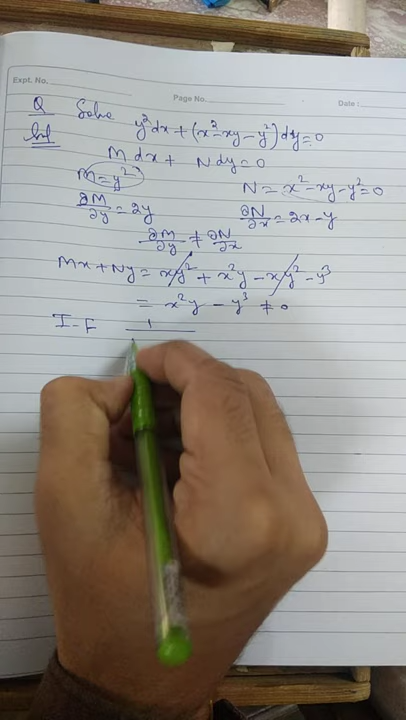 Expt. No.
Page No.
Date :
Q Solve y²dx + (x²-xy-y²)dy=0
Sol M dx + N dy=0
M=y² N= x²-xy-y²=0
∂M/∂y=2y ∂N/∂x=2x-y
∂M/∂y ≠ ∂N/∂x
Mx+Ny = xy² + x²y - xy² - y³
= x²y - y³ ≠ 0
I-F 1